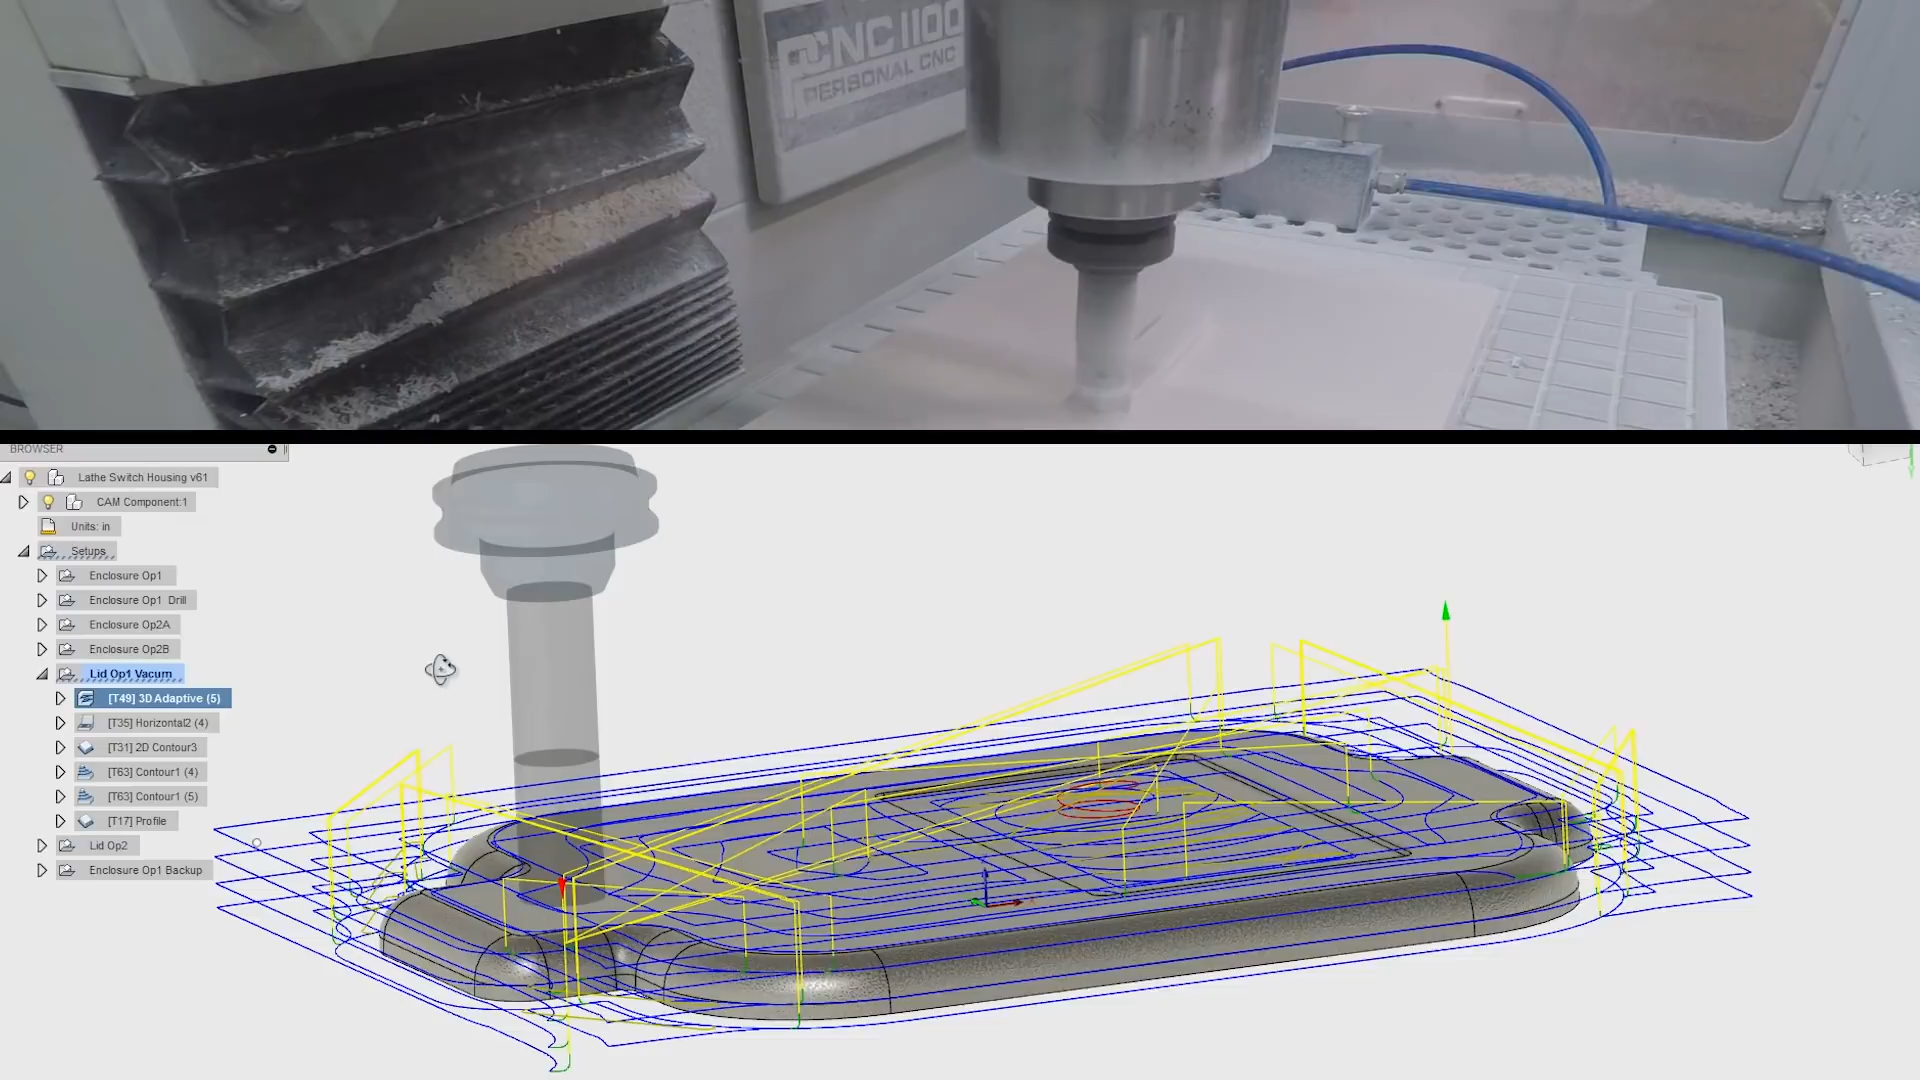 PCNC 1100
PERSONAL CNC
BROWSER
Lathe Switch Housing v61
CAM Component:1
Units: in
Setups
Enclosure Op1
Enclosure Op1 Drill
Enclosure Op2A
Enclosure Op2B
Lid Op1 Vacum
[T49] 3D Adaptive (5)
[T35] Horizontal2 (4)
[T31] 2D Contour3
[T63] Contour1 (4)
[T63] Contour1 (5)
[T17] Profile
Lid Op2
Enclosure Op1 Backup